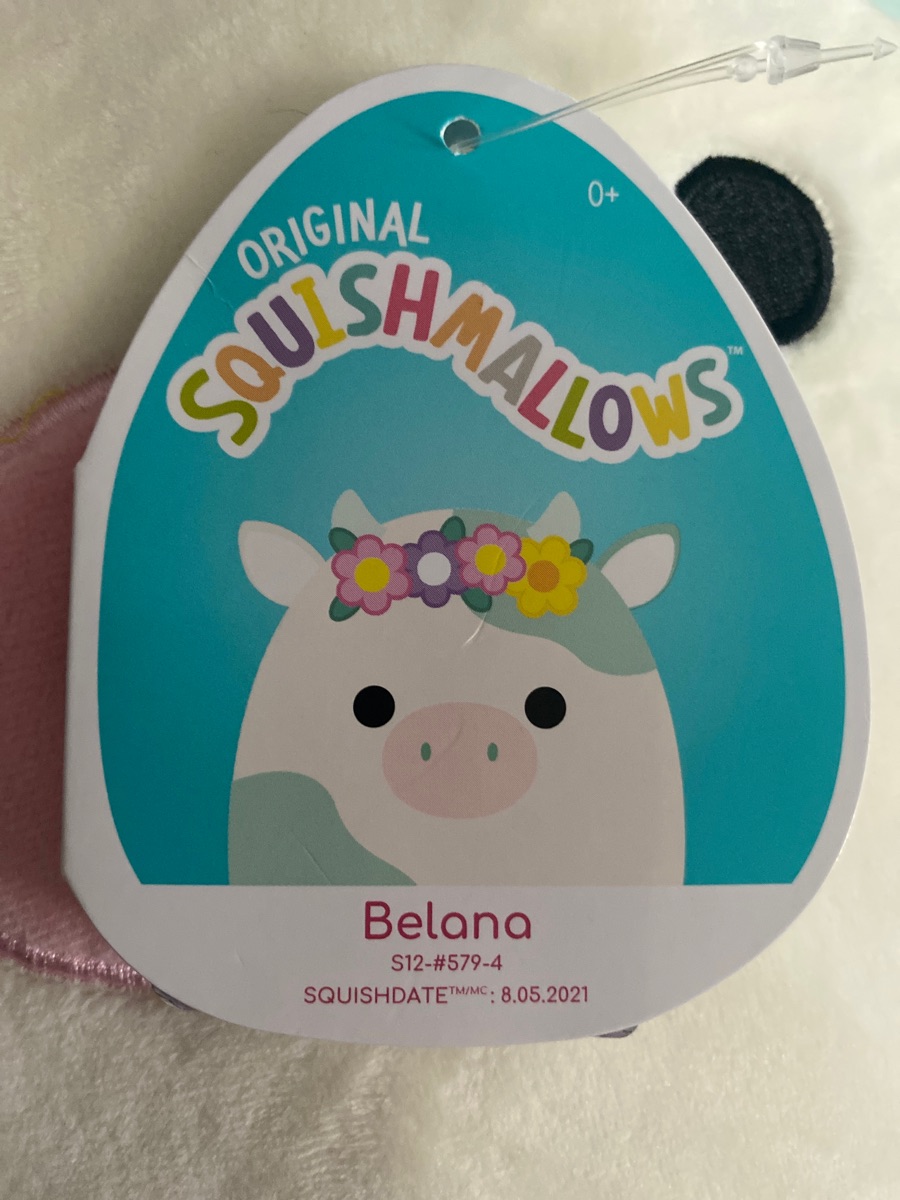 0+
ORIGINAL
SQUISHMALLOWS™
Belana
S12-#579-4
SQUISHDATE™/MC: 8.05.2021